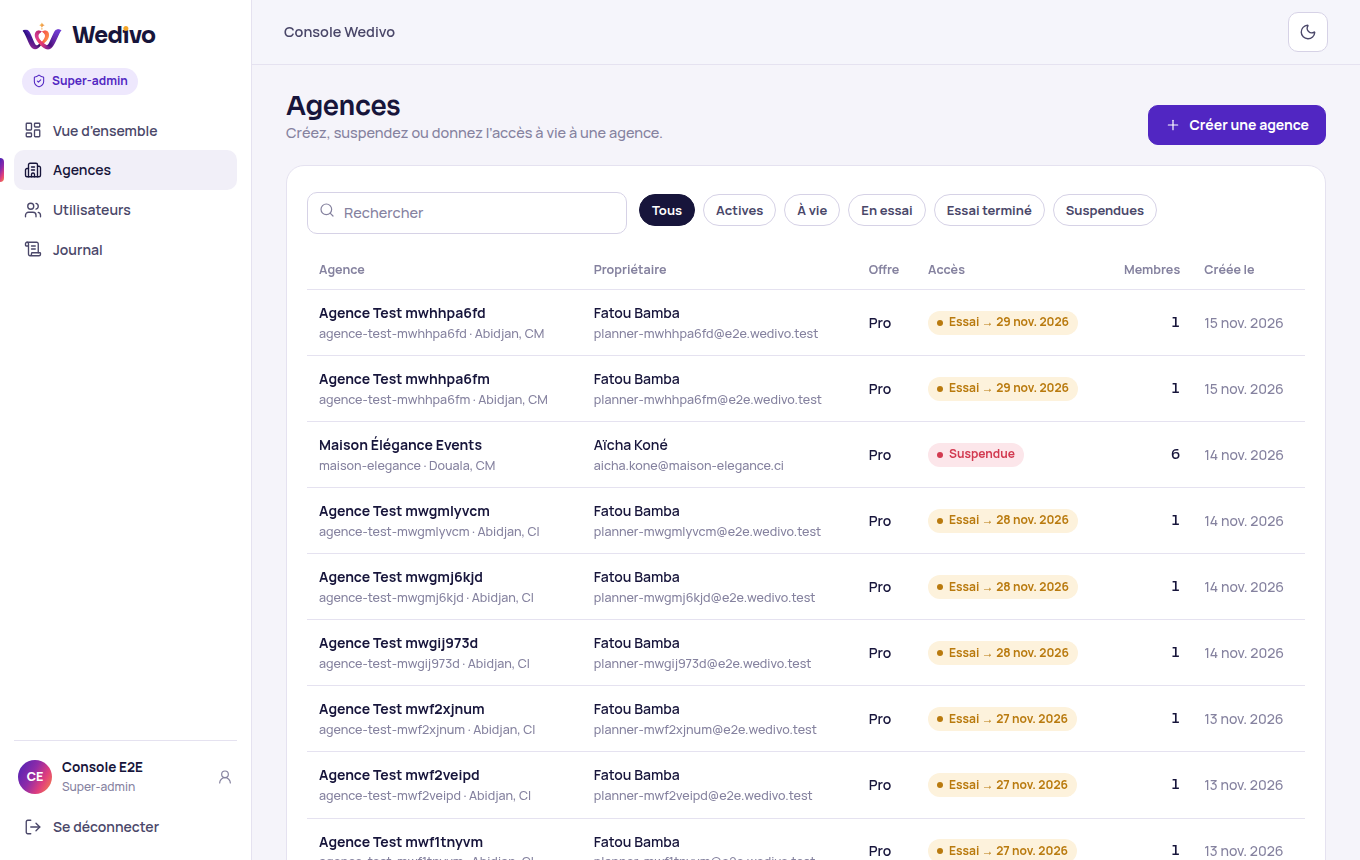 Wedivo
Super-admin
Vue d'ensemble
Agences
Utilisateurs
Journal
Console E2E
Super-admin
CE
Se déconnecter
Console Wedivo
Agences
Créez, suspendez ou donnez l'accès à vie à une agence.
Créer une agence
Rechercher
Tous Actives À vie En essai Essai terminé Suspendues
Agence Propriétaire Offre Accès Membres Créée le
Agence Test mwhhpa6fd Fatou Bamba
agence-test-mwhhpa6fd · Abidjan, CM planner-mwhhpa6fd@e2e.wedivo.test Pro Essai → 29 nov. 2026 1 15 nov. 2026
Agence Test mwhhpa6fm Fatou Bamba
agence-test-mwhhpa6fm · Abidjan, CM planner-mwhhpa6fm@e2e.wedivo.test Pro Essai → 29 nov. 2026 1 15 nov. 2026
Maison Élégance Events Aïcha Koné
maison-elegance · Douala, CM aicha.kone@maison-elegance.ci Pro Suspendue 6 14 nov. 2026
Agence Test mwgmlyvcm Fatou Bamba
agence-test-mwgmlyvcm · Abidjan, CI planner-mwgmlyvcm@e2e.wedivo.test Pro Essai → 28 nov. 2026 1 14 nov. 2026
Agence Test mwgmj6kjd Fatou Bamba
agence-test-mwgmj6kjd · Abidjan, CI planner-mwgmj6kjd@e2e.wedivo.test Pro Essai → 28 nov. 2026 1 14 nov. 2026
Agence Test mwgij973d Fatou Bamba
agence-test-mwgij973d · Abidjan, CI planner-mwgij973d@e2e.wedivo.test Pro Essai → 28 nov. 2026 1 14 nov. 2026
Agence Test mwf2xjnum Fatou Bamba
agence-test-mwf2xjnum · Abidjan, CI planner-mwf2xjnum@e2e.wedivo.test Pro Essai → 27 nov. 2026 1 13 nov. 2026
Agence Test mwf2veipd Fatou Bamba
agence-test-mwf2veipd · Abidjan, CI planner-mwf2veipd@e2e.wedivo.test Pro Essai → 27 nov. 2026 1 13 nov. 2026
Agence Test mwf1tnyvm Fatou Bamba
Pro Essai → 27 nov. 2026 1 13 nov. 2026